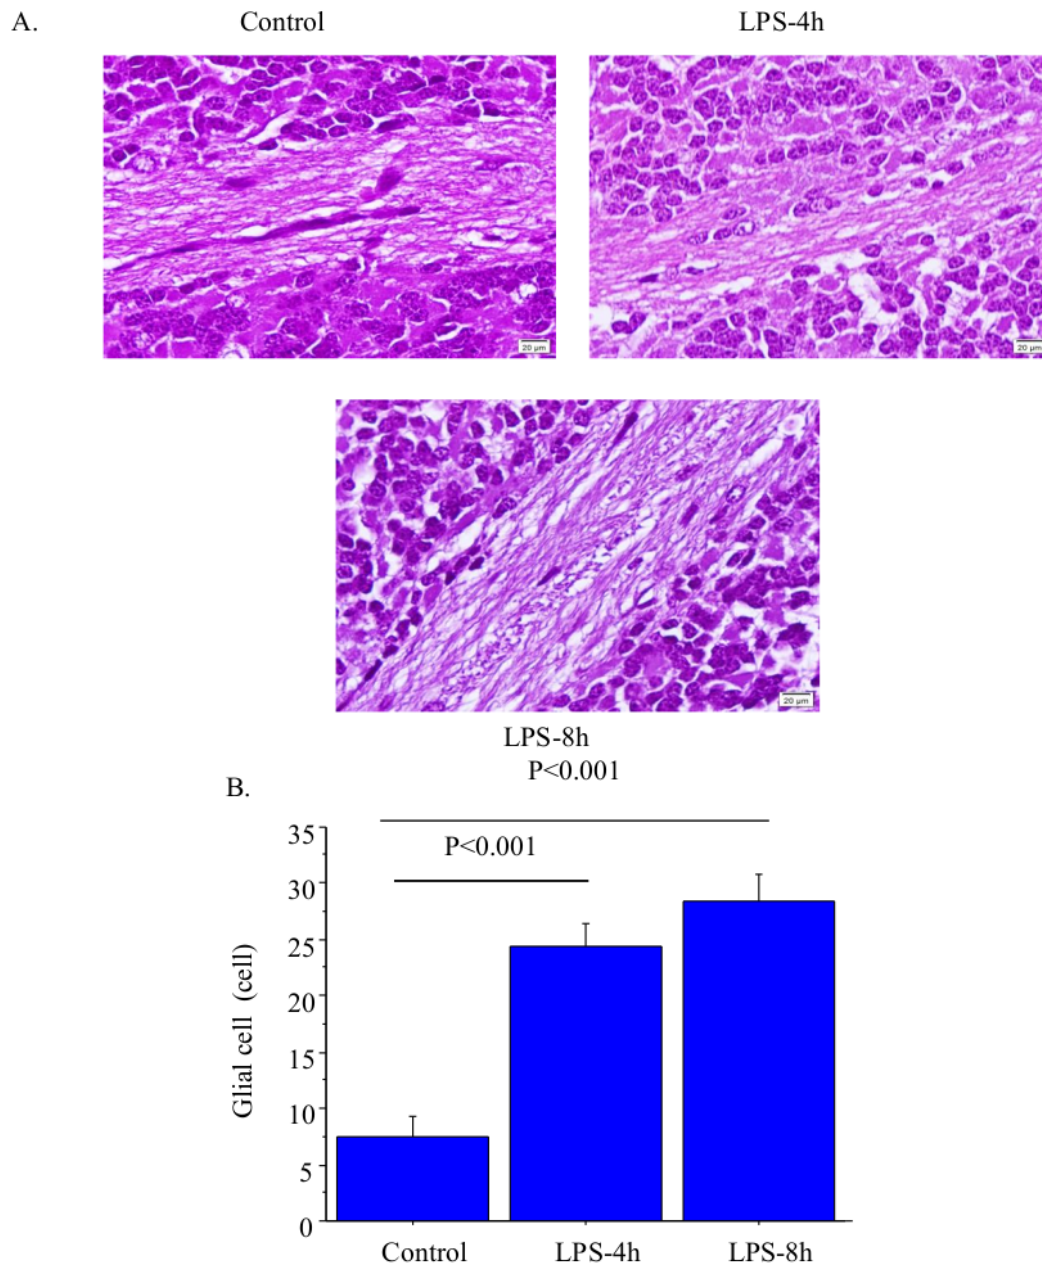 A.
Control
LPS-4h
20 µm
20 µm
20 µm
LPS-8h
P<0.001
B.
P<0.001
35
30
25
20
15
10
5
0
Glial cell (cell)
Control
LPS-4h
LPS-8h